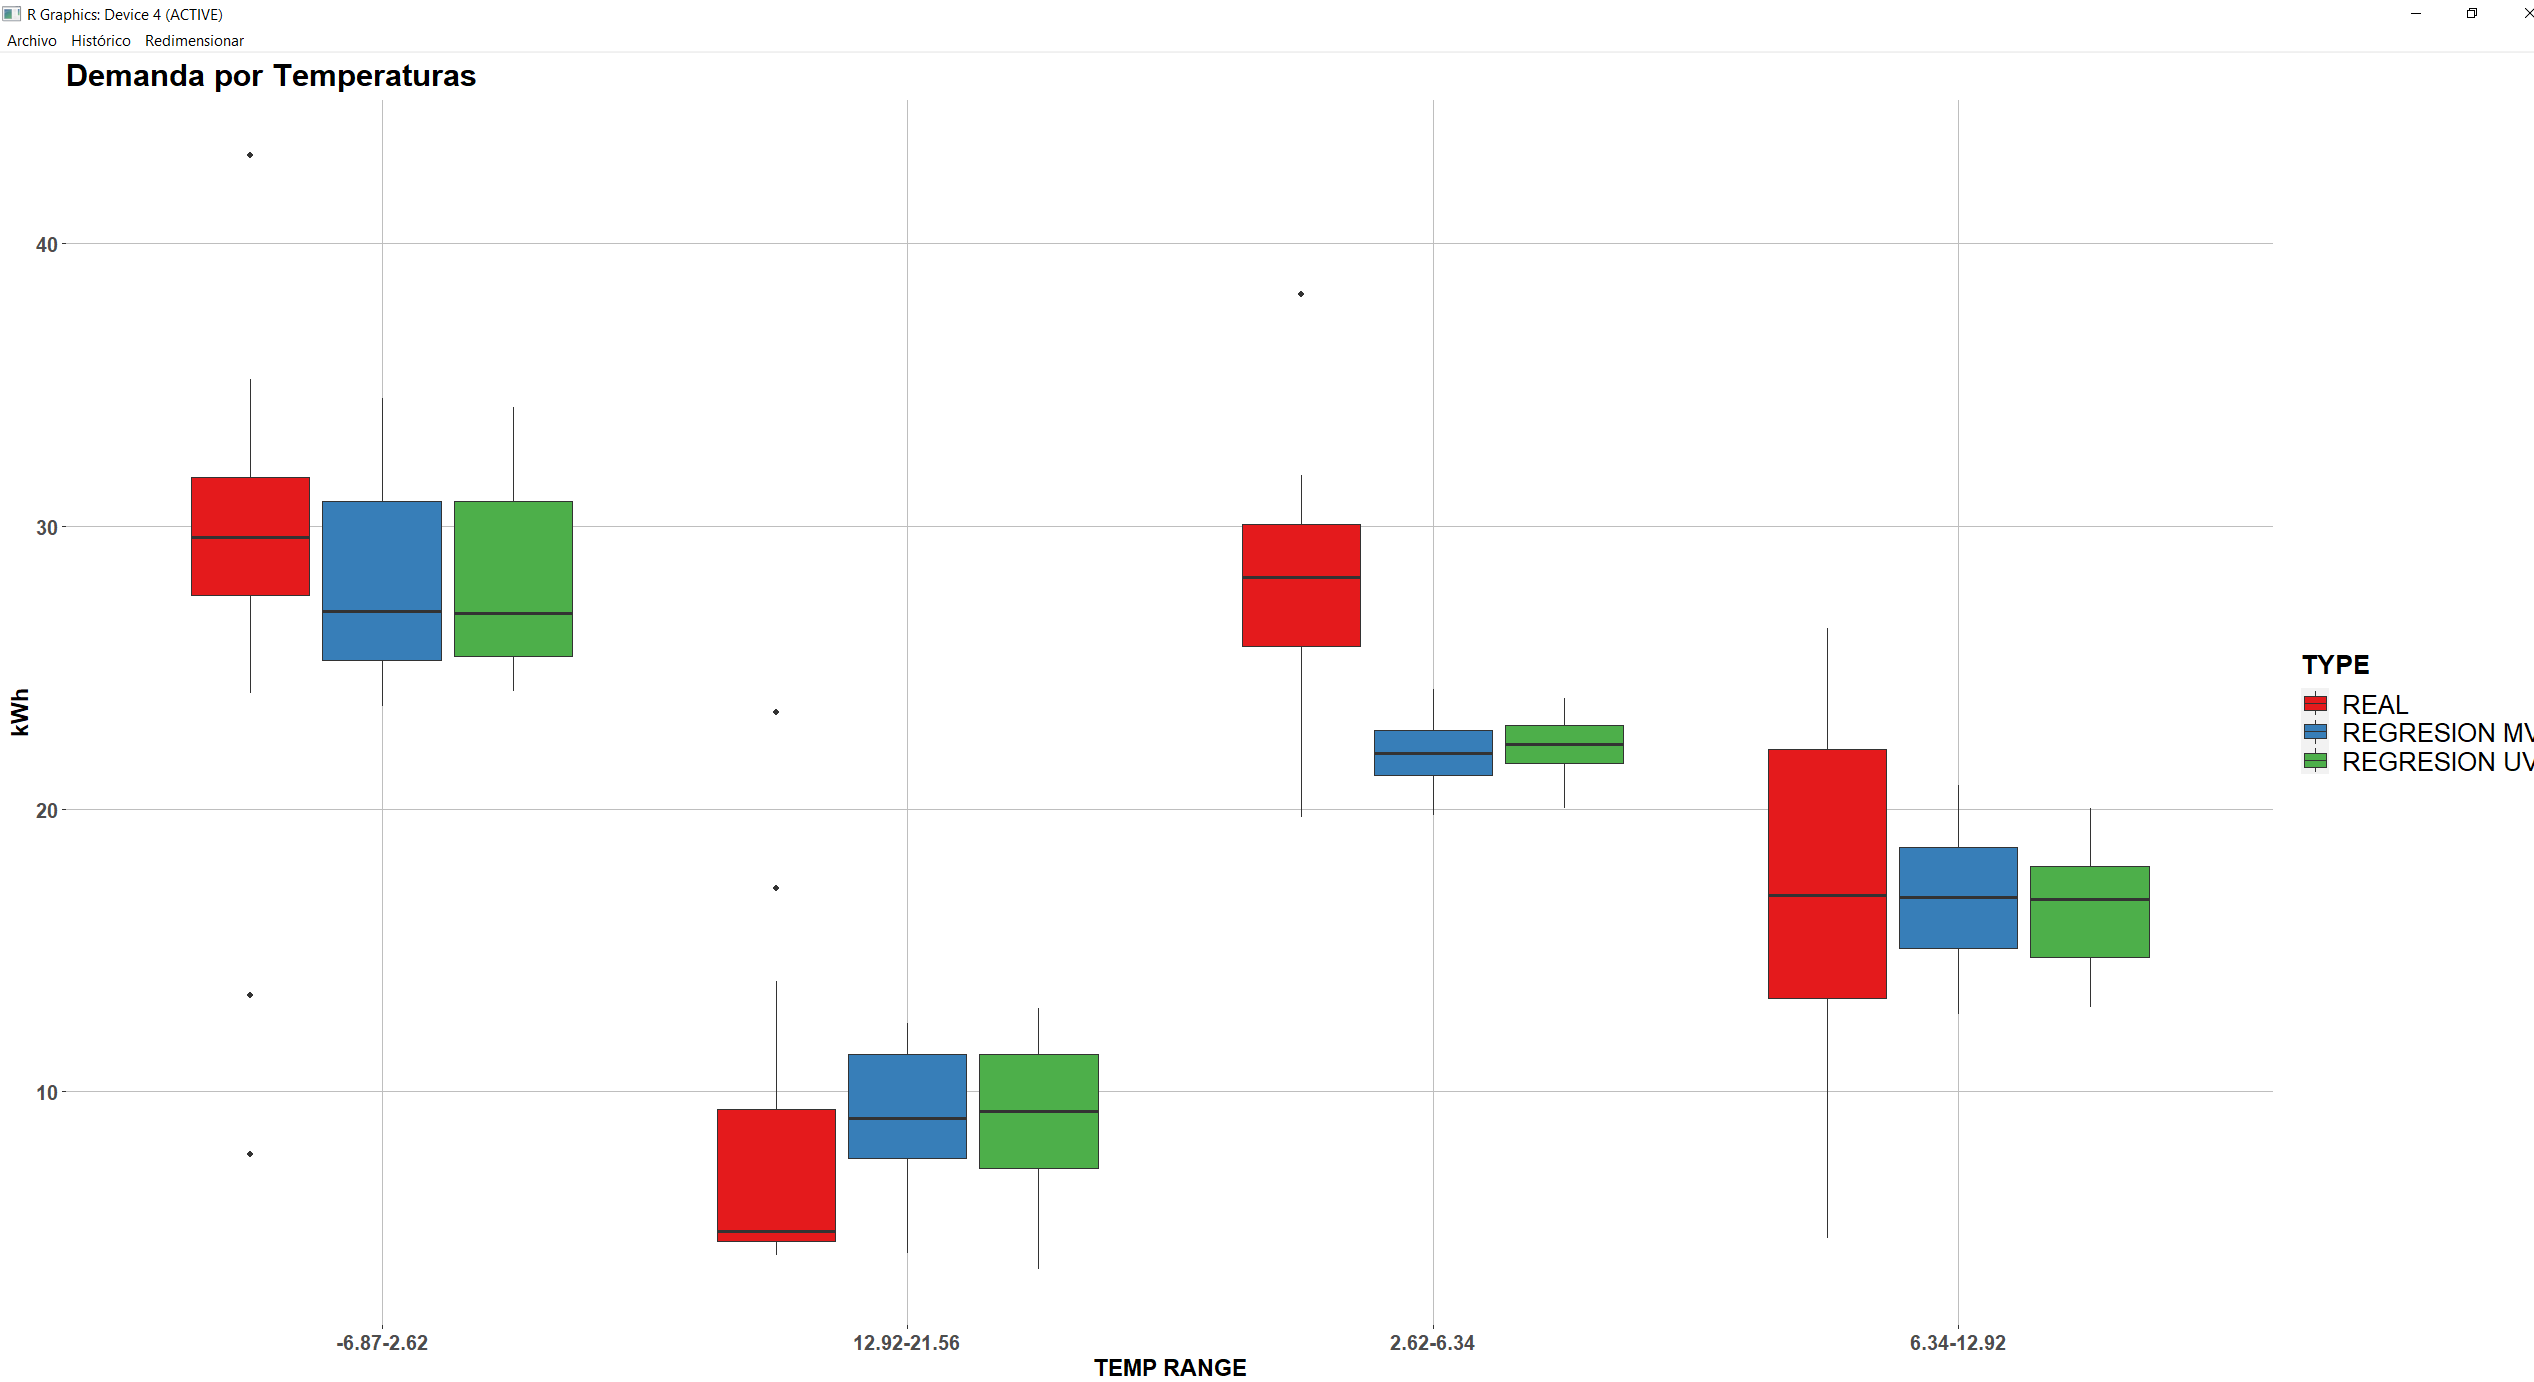 R Graphics: Device 4 (ACTIVE)
Archivo Histórico Redimensionar
Demanda por Temperaturas
40
30
20
10
kWh
-6.87-2.62 12.92-21.56 2.62-6.34 6.34-12.92
TEMP RANGE
TYPE
REAL
REGRESION MV
REGRESION UV